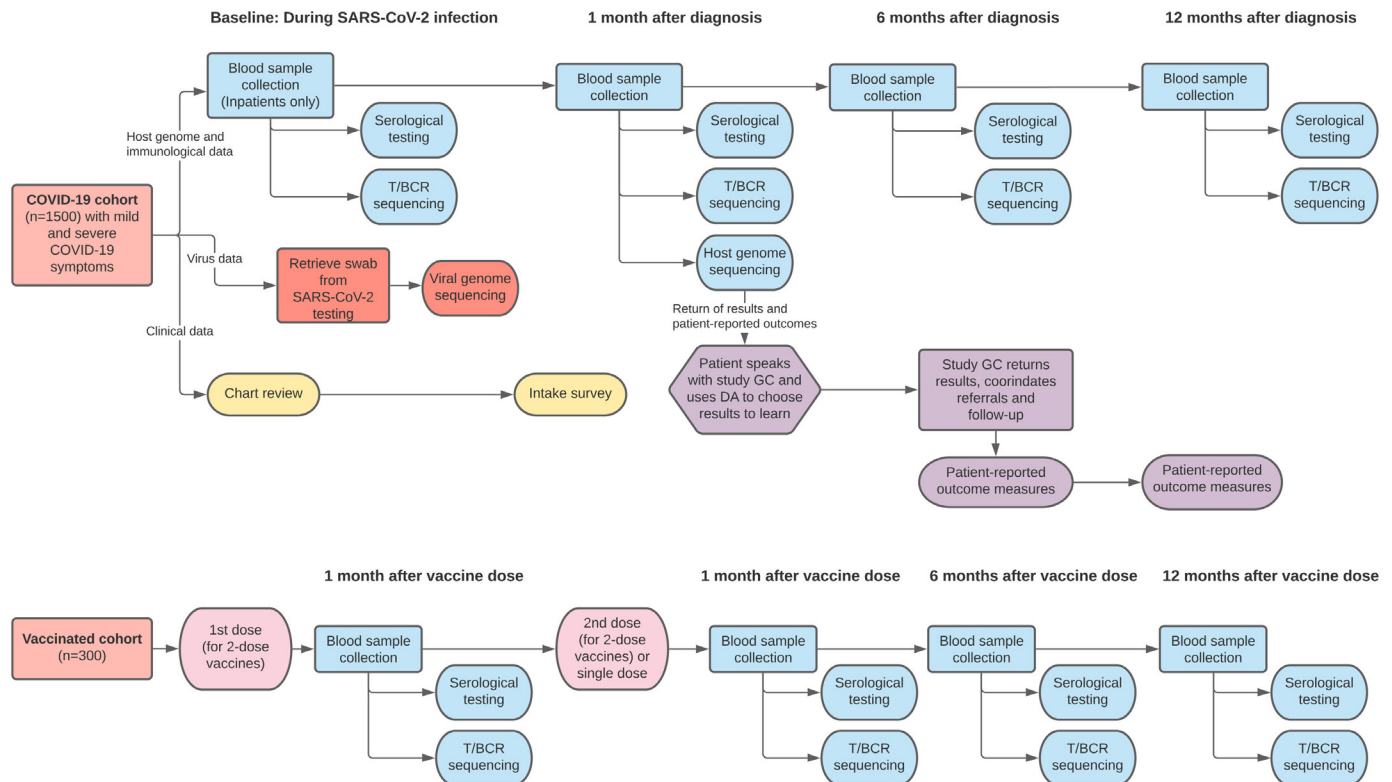 Baseline: During SARS-CoV-2 infection
1 month after diagnosis
6 months after diagnosis
12 months after diagnosis
Blood sample
collection
(Inpatients only)
Blood sample
collection
Blood sample
collection
Blood sample
collection
Serological
testing
Serological
testing
Serological
testing
Serological
testing
Host genome and
immunological data
T/BCR
sequencing
T/BCR
sequencing
T/BCR
sequencing
T/BCR
sequencing
COVID-19 cohort
(n=1500) with mild
and severe
COVID-19
symptoms
Virus data
Retrieve swab
from
SARS-CoV-2
testing
Viral genome
sequencing
Host genome
sequencing
Return of results and
patient-reported outcomes
Clinical data
Chart review
Intake survey
Patient speaks
with study GC and
uses DA to choose
results to learn
Study GC returns
results, coorindates
referrals and
follow-up
Patient-reported
outcome measures
Patient-reported
outcome measures
1 month after vaccine dose
1 month after vaccine dose
6 months after vaccine dose
12 months after vaccine dose
Vaccinated cohort
(n=300)
1st dose
(for 2-dose
vaccines)
Blood sample
collection
2nd dose
(for 2-dose
vaccines) or
single dose
Blood sample
collection
Blood sample
collection
Blood sample
collection
Serological
testing
Serological
testing
Serological
testing
Serological
testing
T/BCR
sequencing
T/BCR
sequencing
T/BCR
sequencing
T/BCR
sequencing